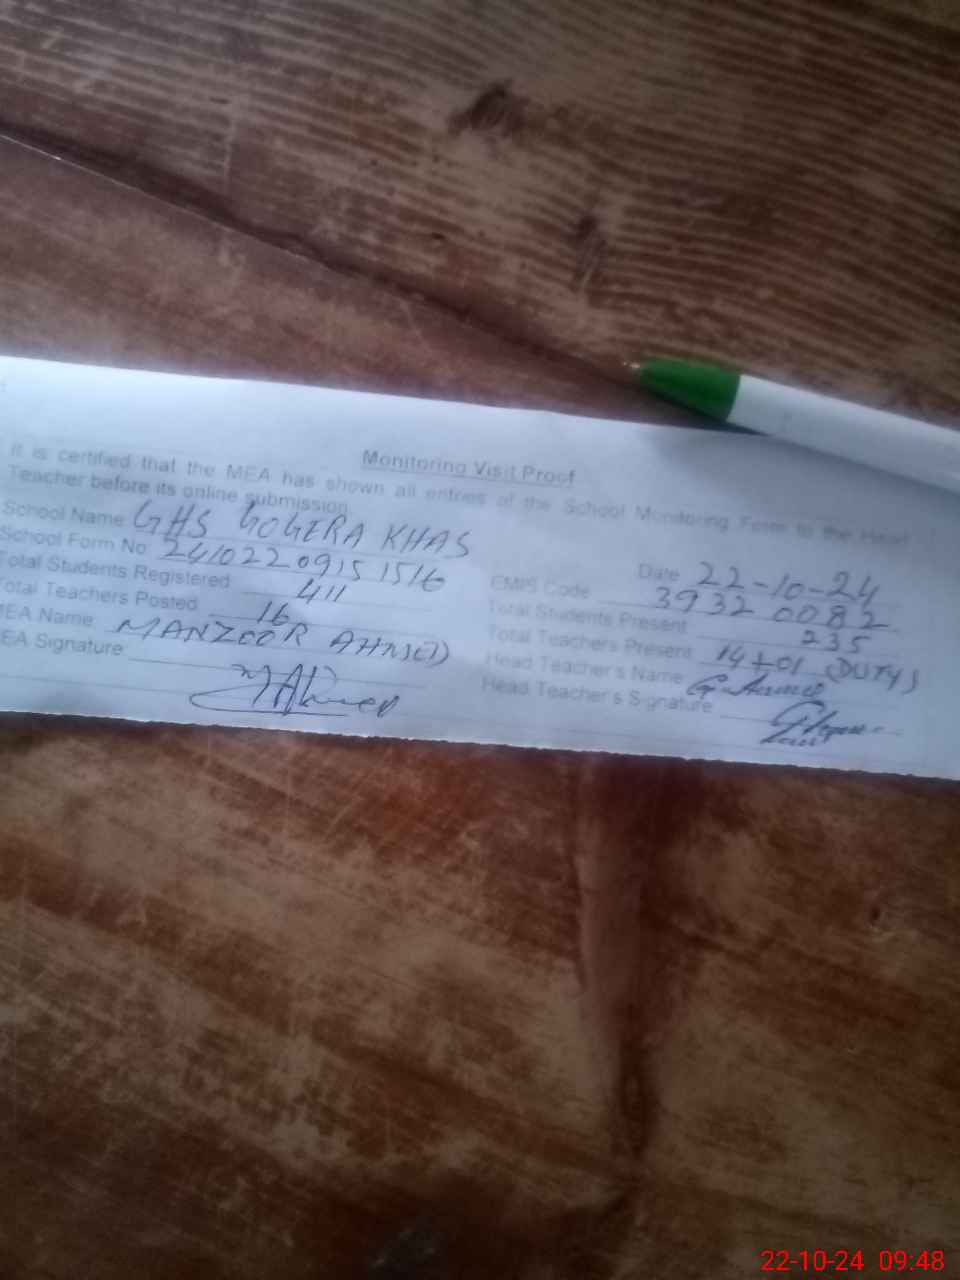 Monitoring Visit Proof
It is certified that the MEA has shown all entries of the School Monitoring Form to the Head
Teacher before its online submission.
School Name GHS GOGERA KHAS
Date 22-10-24
School Form No 24102209151516
EMIS Code 39320082
Total Students Registered 411
Total Students Present 235
Total Teachers Posted 16
Total Teachers Present 14+01 (DUTY)
MEA Name MANZOOR AHMED
Head Teacher's Name
MEA Signature
Head Teacher's Signature
22-10-24 09:48